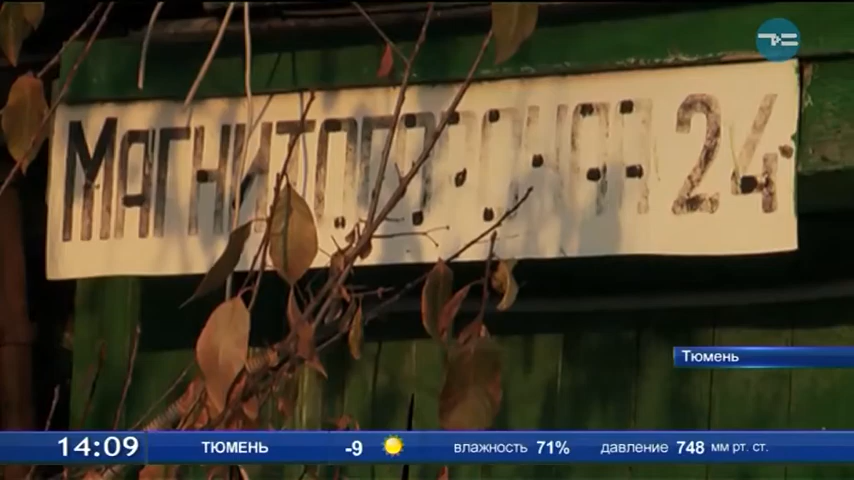 МАГНИТОГОРСКАЯ 24
Тюмень
14:09 ТЮМЕНЬ -9 влажность 71% давление 748 мм рт. ст.